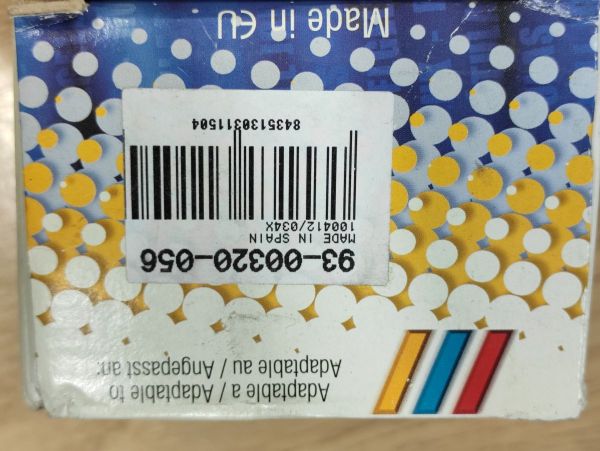 Adaptable a / Adaptable to
Adaptable au / Angepasst an:
93-00320-056
MADE IN SPAIN
100412/034X
8435130311504
Made in EU